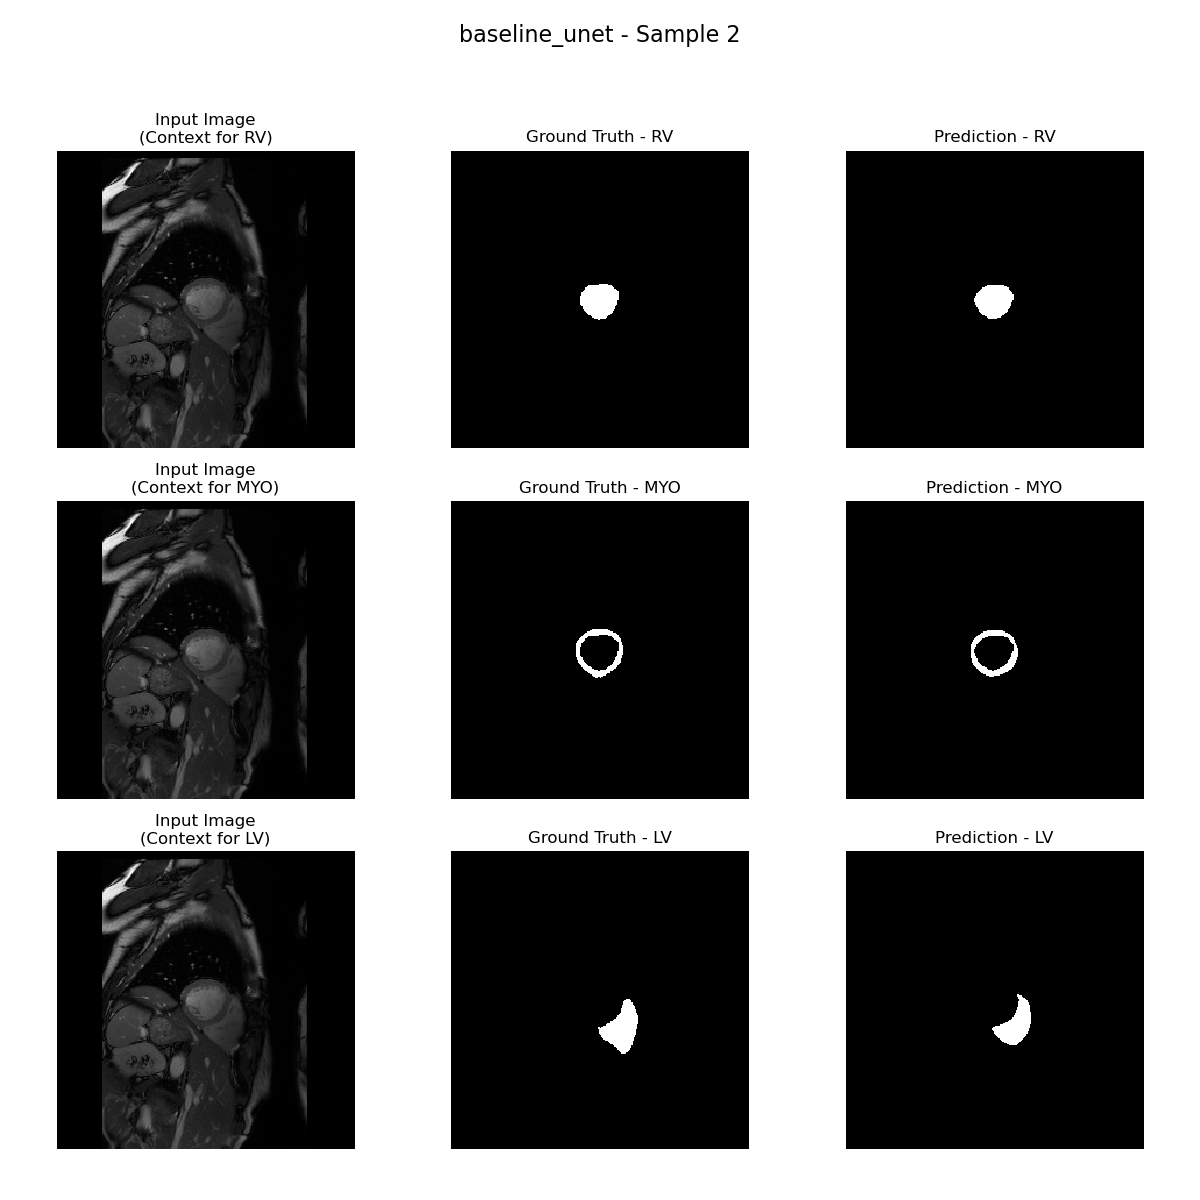 baseline_unet - Sample 2
Input Image
(Context for RV)
Ground Truth - RV
Prediction - RV
Input Image
(Context for MYO)
Ground Truth - MYO
Prediction - MYO
Input Image
(Context for LV)
Ground Truth - LV
Prediction - LV